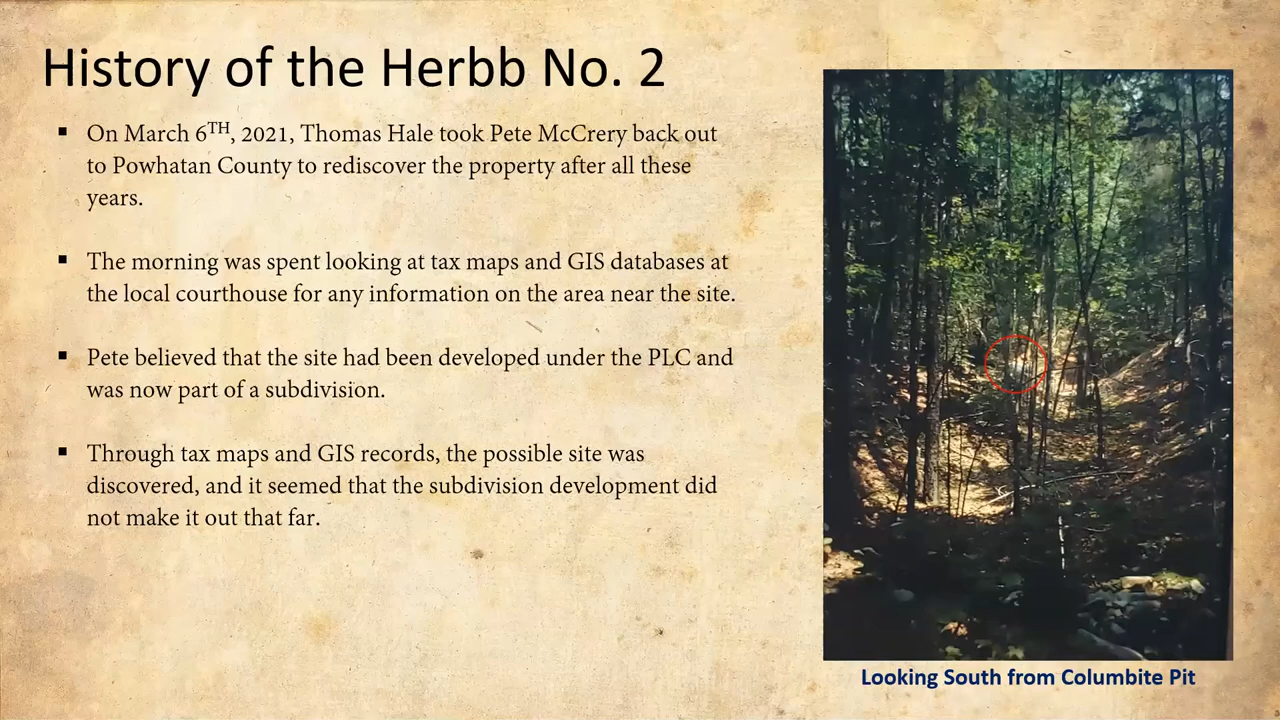 History of the Herbb No. 2
▪ On March 6TH, 2021, Thomas Hale took Pete McCrery back out
to Powhatan County to rediscover the property after all these
years.
▪ The morning was spent looking at tax maps and GIS databases at
the local courthouse for any information on the area near the site.
▪ Pete believed that the site had been developed under the PLC and
was now part of a subdivision.
▪ Through tax maps and GIS records, the possible site was
discovered, and it seemed that the subdivision development did
not make it out that far.
Looking South from Columbite Pit